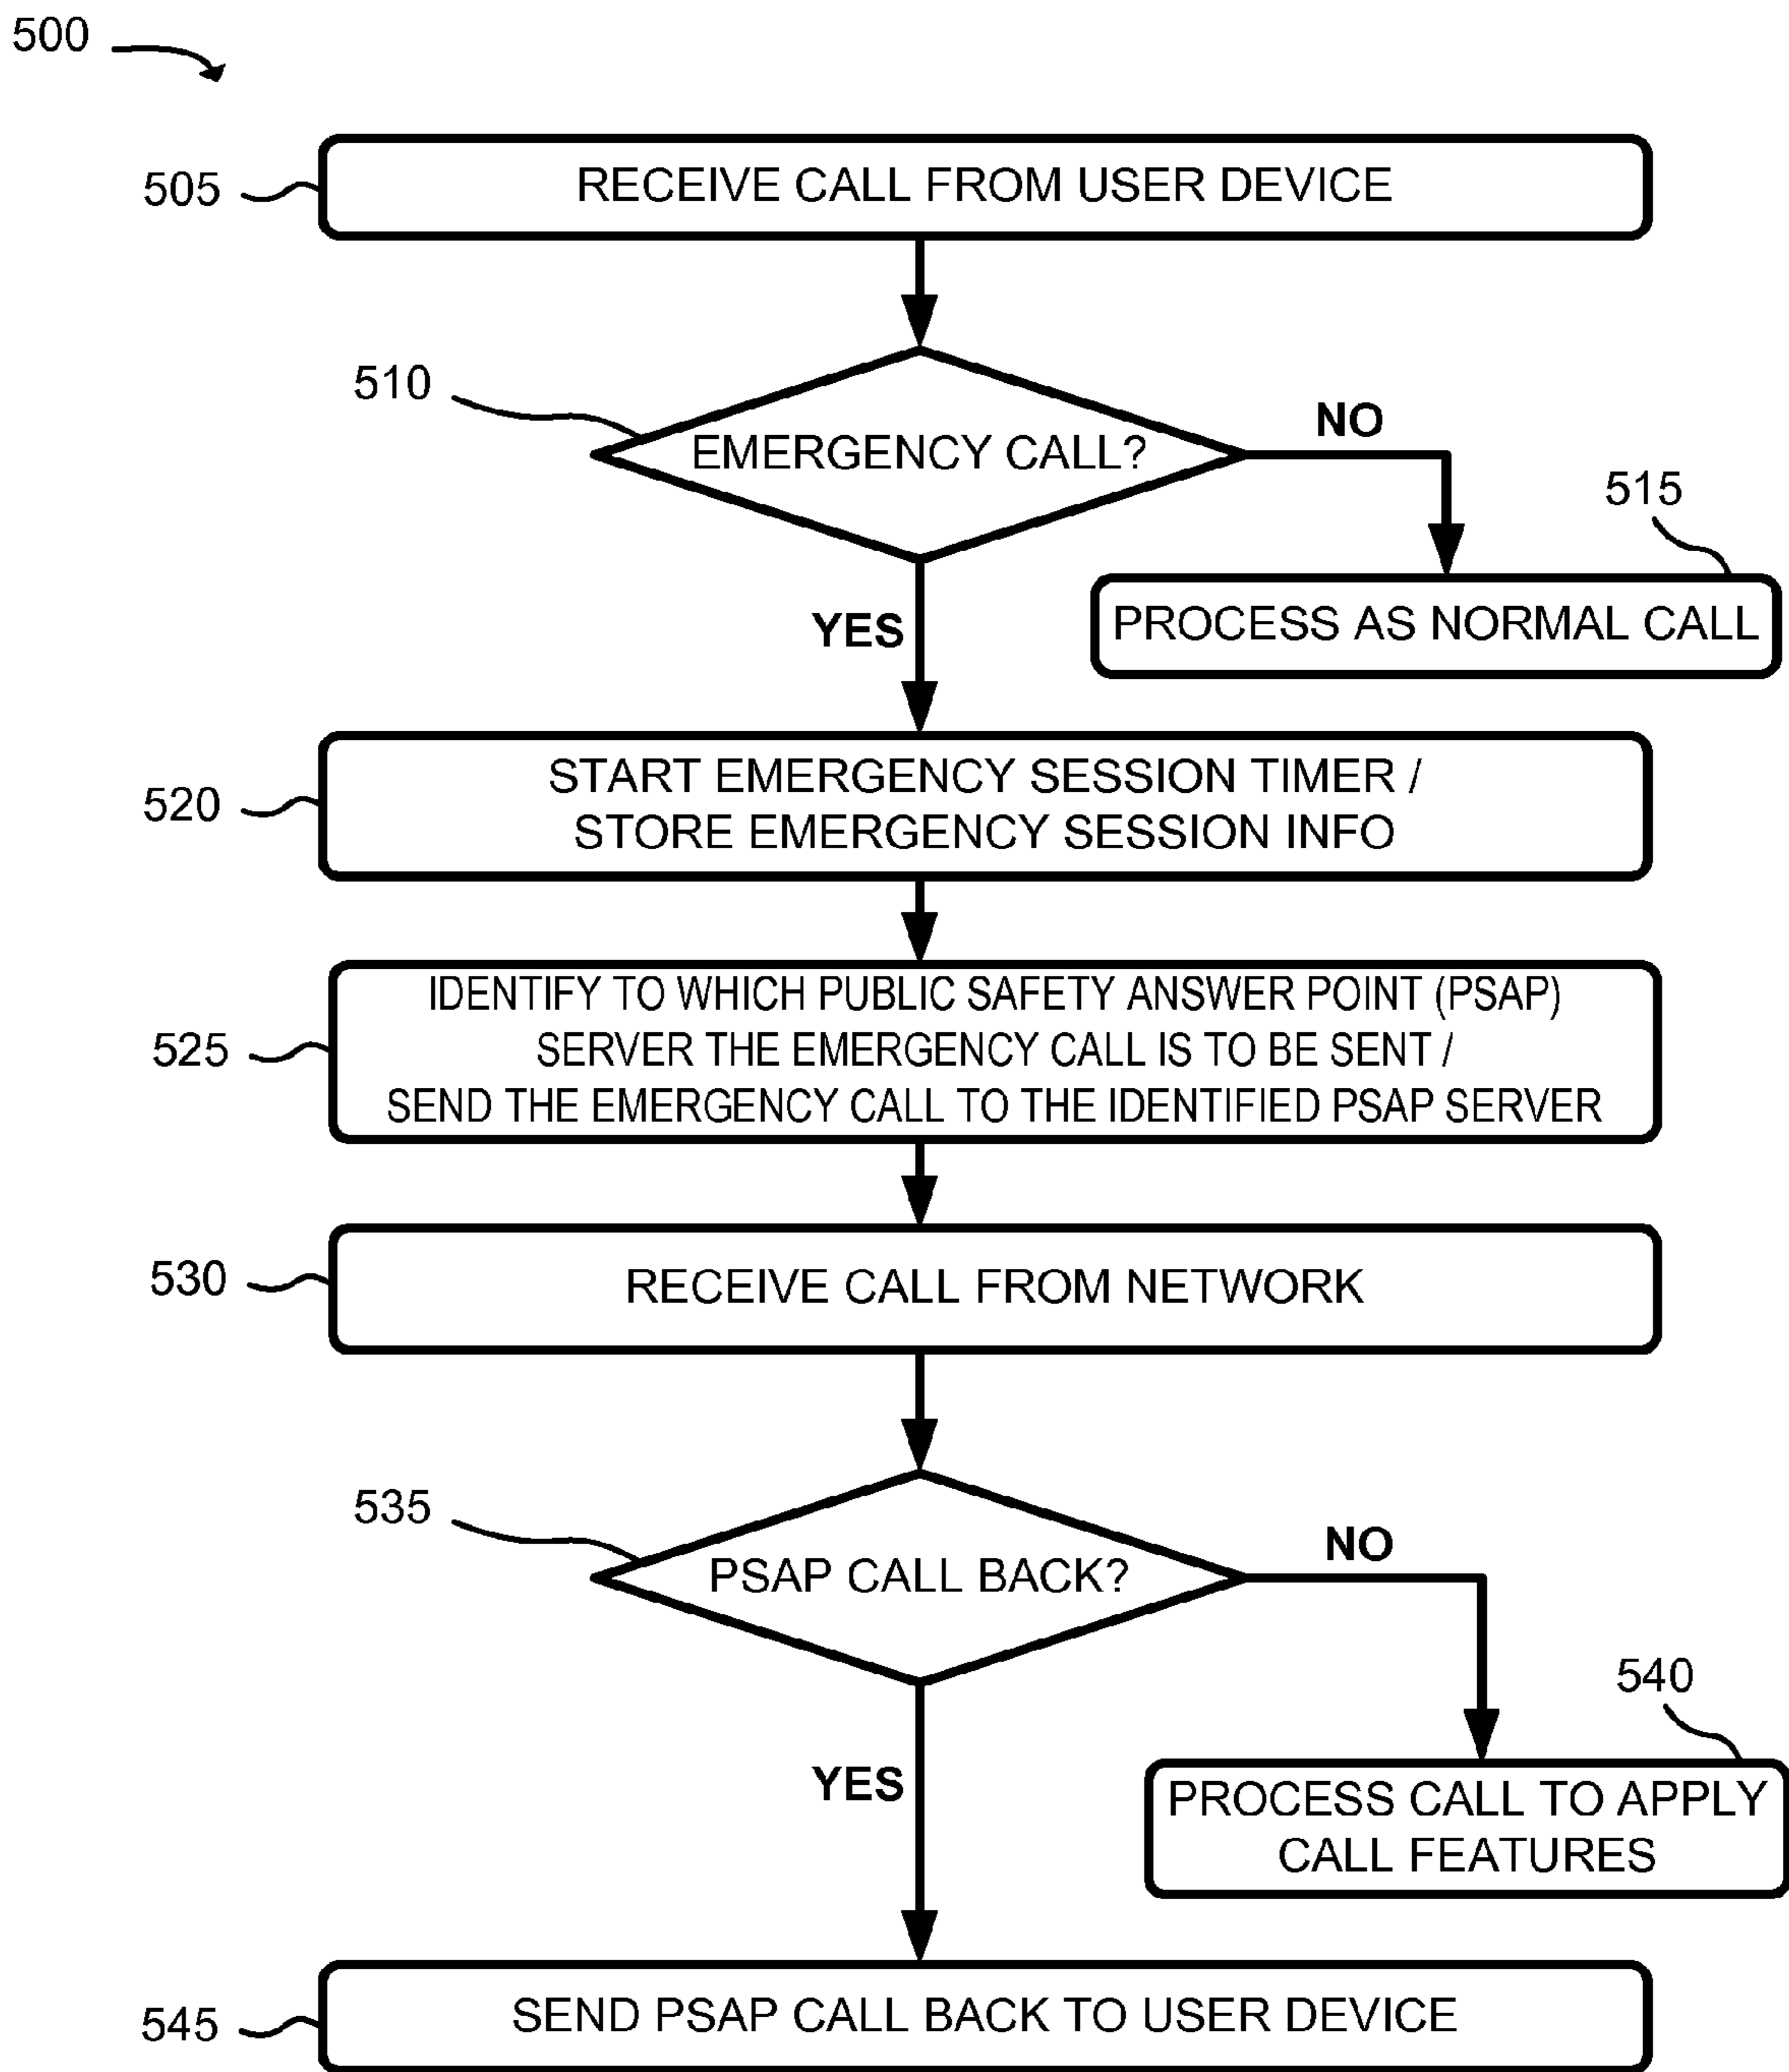 500
505
RECEIVE CALL FROM USER DEVICE
510
EMERGENCY CALL?
NO
515
PROCESS AS NORMAL CALL
YES
520
START EMERGENCY SESSION TIMER /
STORE EMERGENCY SESSION INFO
525
IDENTIFY TO WHICH PUBLIC SAFETY ANSWER POINT (PSAP)
SERVER THE EMERGENCY CALL IS TO BE SENT /
SEND THE EMERGENCY CALL TO THE IDENTIFIED PSAP SERVER
530
RECEIVE CALL FROM NETWORK
535
PSAP CALL BACK?
NO
540
PROCESS CALL TO APPLY
CALL FEATURES
YES
545
SEND PSAP CALL BACK TO USER DEVICE